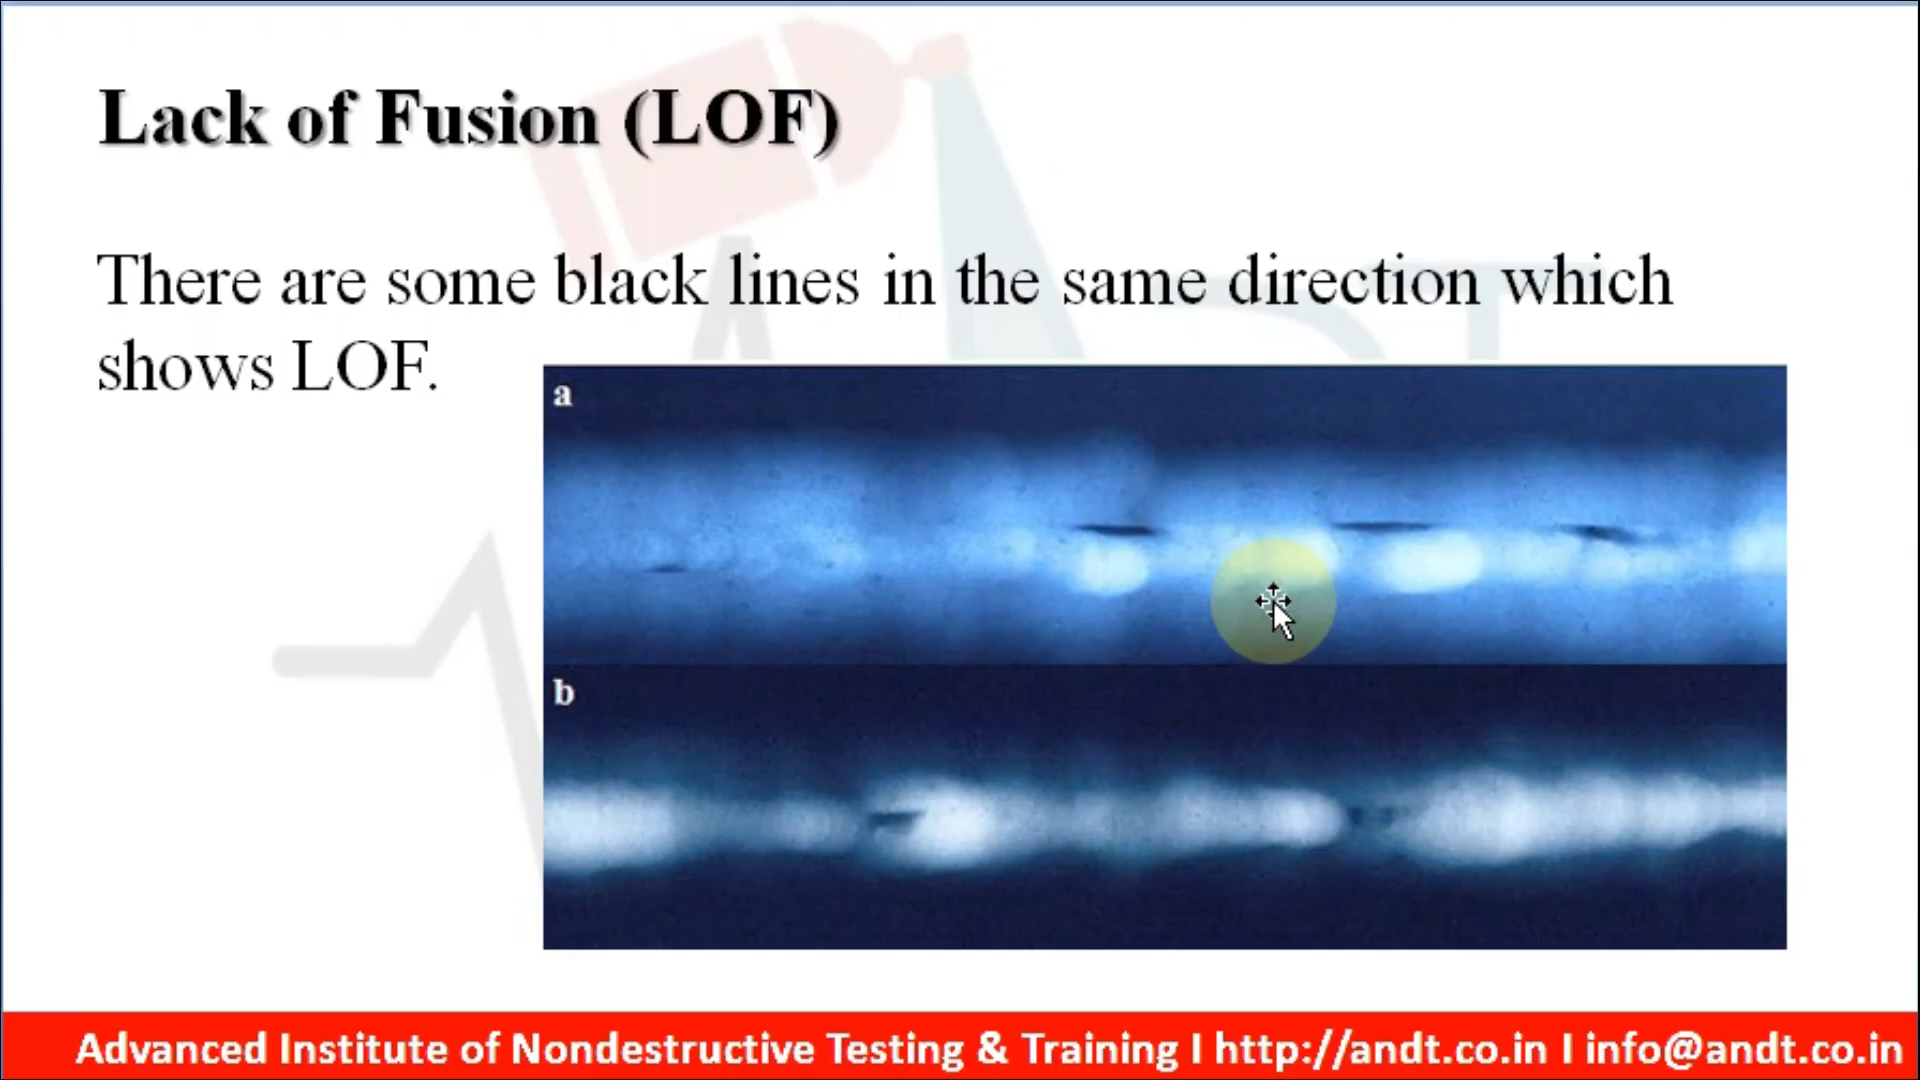 Lack of Fusion (LOF)
There are some black lines in the same direction which
shows LOF.
a
b
Advanced Institute of Nondestructive Testing & Training I http://andt.co.in I info@andt.co.in